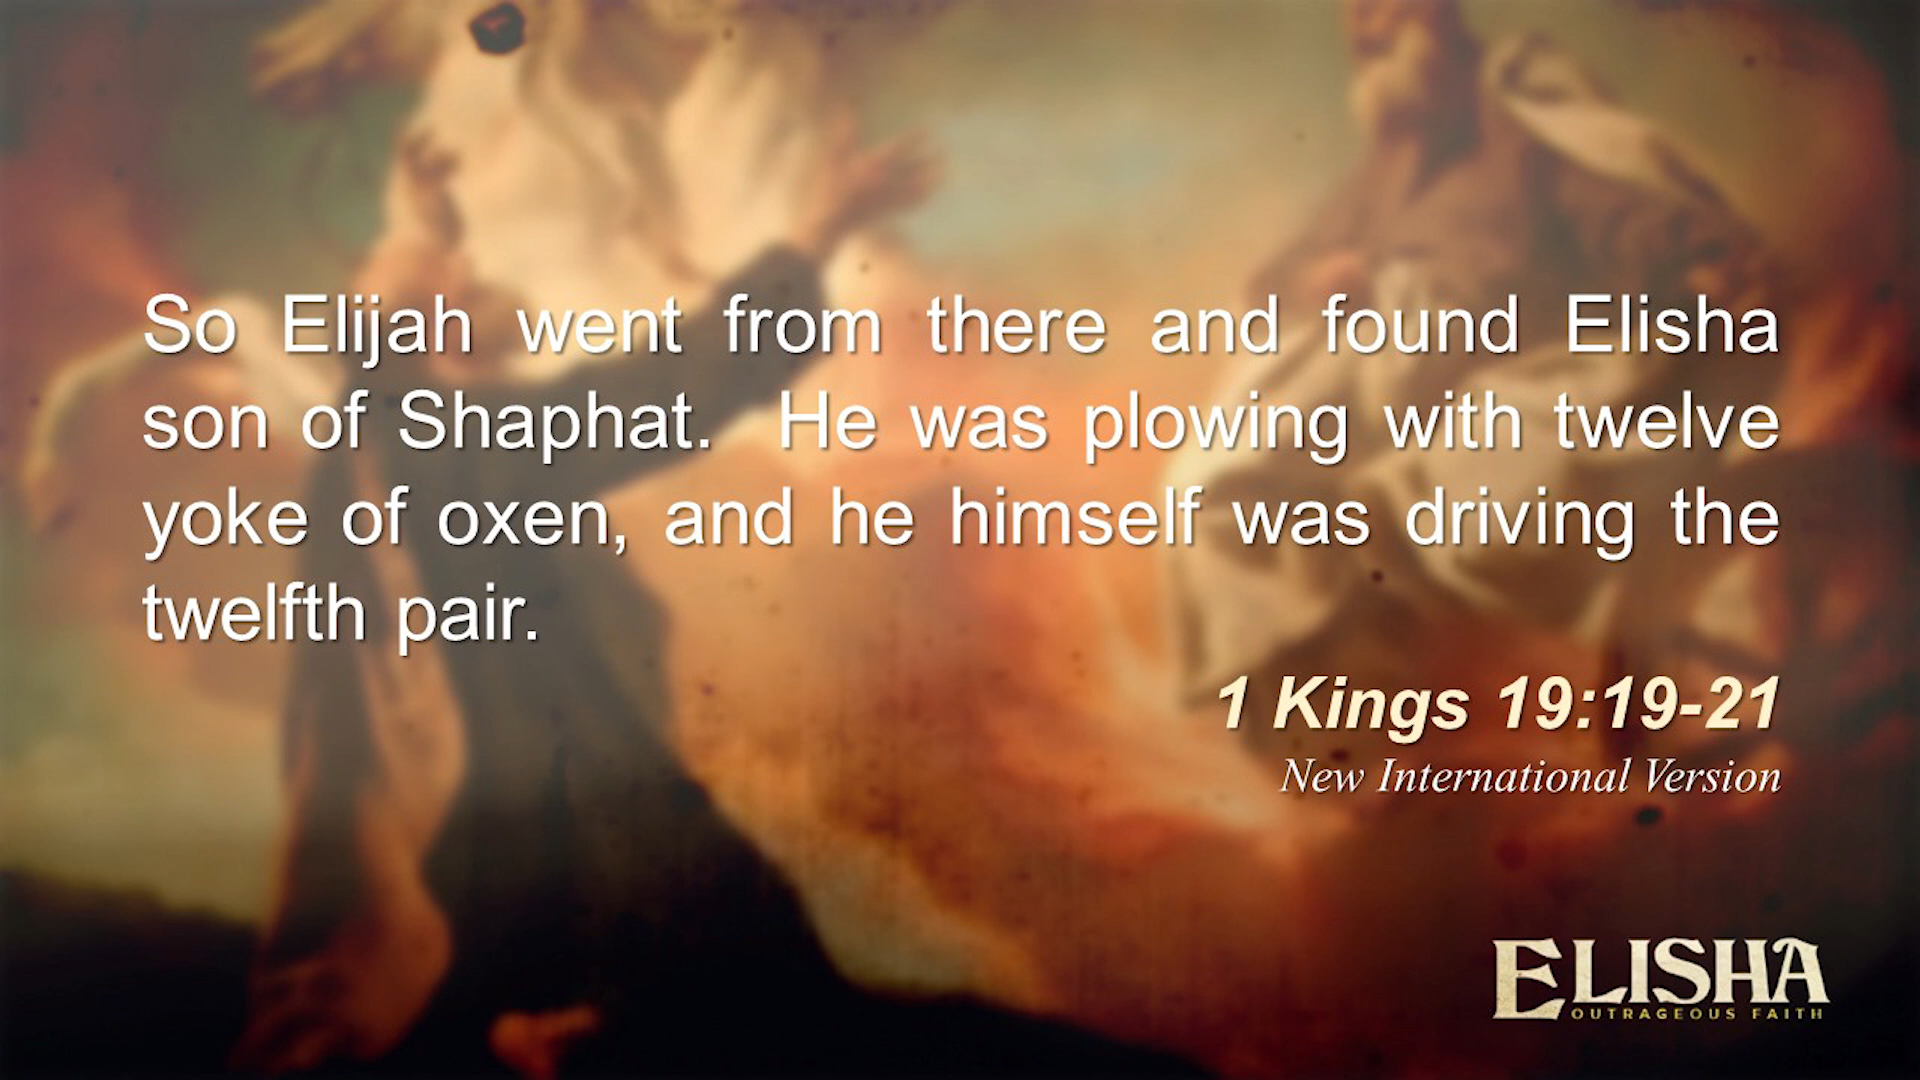 So Elijah went from there and found Elisha
son of Shaphat. He was plowing with twelve
yoke of oxen, and he himself was driving the
twelfth pair.
1 Kings 19:19-21
New International Version
ELISHA
OUTRAGEOUS FAITH